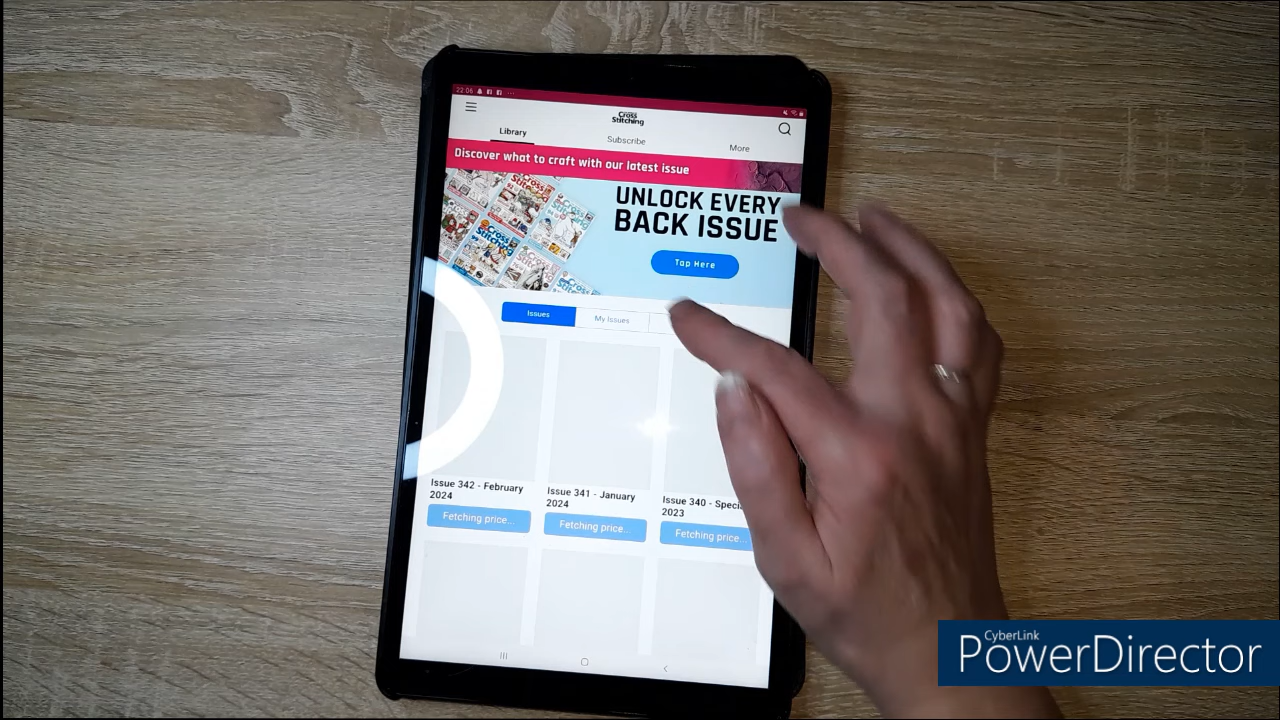 22:06
Cross
Stitching
Library
Subscribe
More
Discover what to craft with our latest issue
UNLOCK EVERY
BACK ISSUE
Tap Here
Issues
My Issues
Issue 342 - February
2024
Issue 341 - January
2024
Issue 340 - Specia
2023
Fetching price...
Fetching price...
Fetching price...
CyberLink
PowerDirector